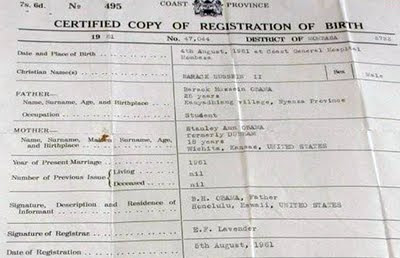 7s. 6d. No 495 COAST PROVINCE
CERTIFIED COPY OF REGISTRATION OF BIRTH
19 61 No. 47,044 DISTRICT OF MOMBASA
Date and Place of Birth 4th August, 1961 at Coast General Hospital
Mombasa
Christian Name(s) BARACK HUSSEIN II Sex Male
FATHER—
Name, Surname, Age, and Birthplace Barack Hussein OBAMA
26 years
Kanyadhiang village, Nyanza Province
Occupation Student
MOTHER—
Name, Surname, Maiden Surname, Age, and Birthplace Stanley Ann OBAMA
formerly DUNHAM
18 years
Wichita, Kansas, UNITED STATES
Year of Present Marriage 1961
Number of Previous Issue Living nil
Deceased nil
Signature, Description and Residence of Informant B.H. OBAMA, Father
Honolulu, Hawaii, UNITED STATES
Signature of Registrar E.F. Lavender
Date of Registration 5th August, 1961